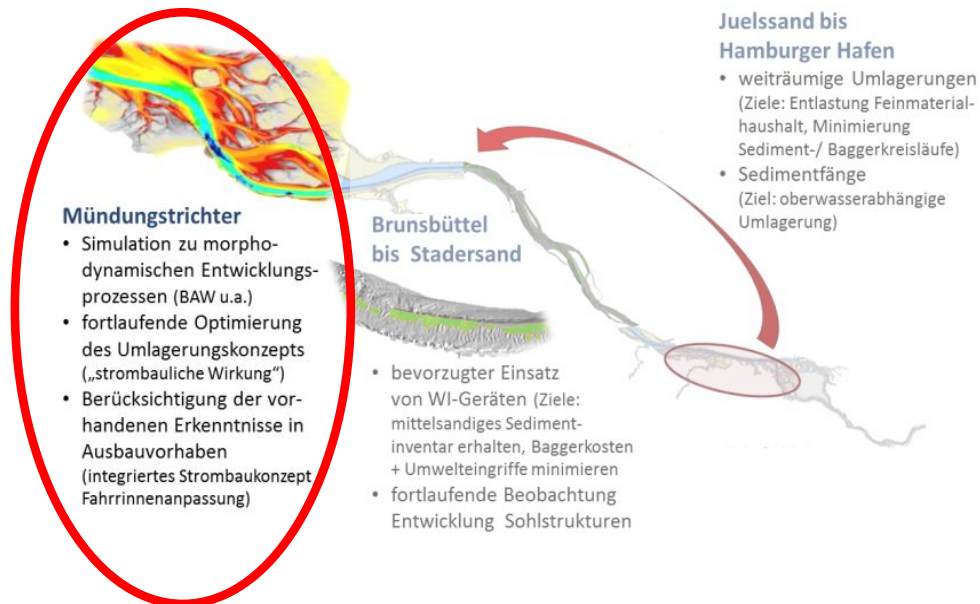 Mündungstrichter
• Simulation zu morpho-
dynamischen Entwicklungs-
prozessen (BAW u.a.)
• fortlaufende Optimierung
des Umlagerungskonzepts
(„strombauliche Wirkung“)
• Berücksichtigung der vor-
handenen Erkenntnisse in
Ausbauvorhaben
(integriertes Strombaukonzept
Fahrrinnenanpassung)
Brunsbüttel
bis Stadersand
• bevorzugter Einsatz
von WI-Geräten (Ziele:
mittelsandiges Sediment-
inventar erhalten, Baggerkosten
+ Umwelteingriffe minimieren
• fortlaufende Beobachtung
Entwicklung Sohlstrukturen
Juelssand bis
Hamburger Hafen
• weiträumige Umlagerungen
(Ziele: Entlastung Feinmaterial-
haushalt, Minimierung
Sediment-/ Baggerkreisläufe)
• Sedimentfänge
(Ziel: oberwasserabhängige
Umlagerung)